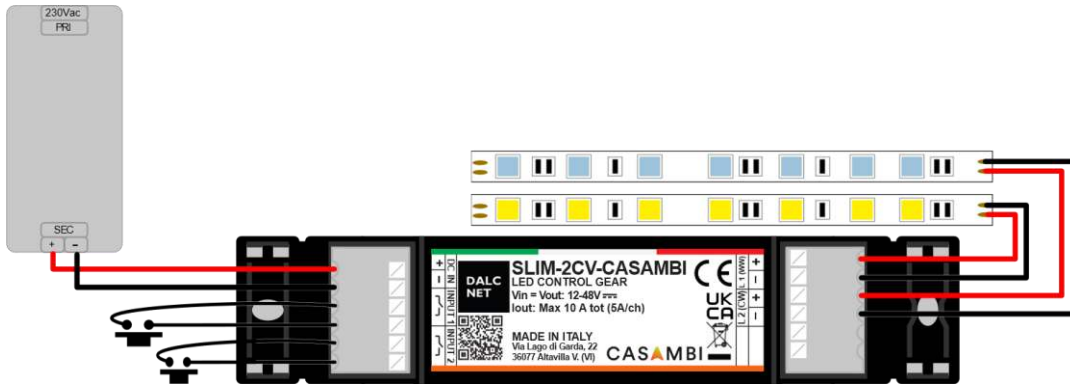 230Vac
PRI
SEC
+ −
+
−
DC IN
INPUT 1
INPUT 2
DALC
NET
SLIM-2CV-CASAMBI
LED CONTROL GEAR
Vin = Vout: 12-48V
Iout: Max 10 A tot (5A/ch)
MADE IN ITALY
Via Lago di Garda, 22
36077 Altavilla V. (VI)
CASAMBI
CE
UK
CA
+
−
L 1 (WW)
+
−
L 2 (CW)